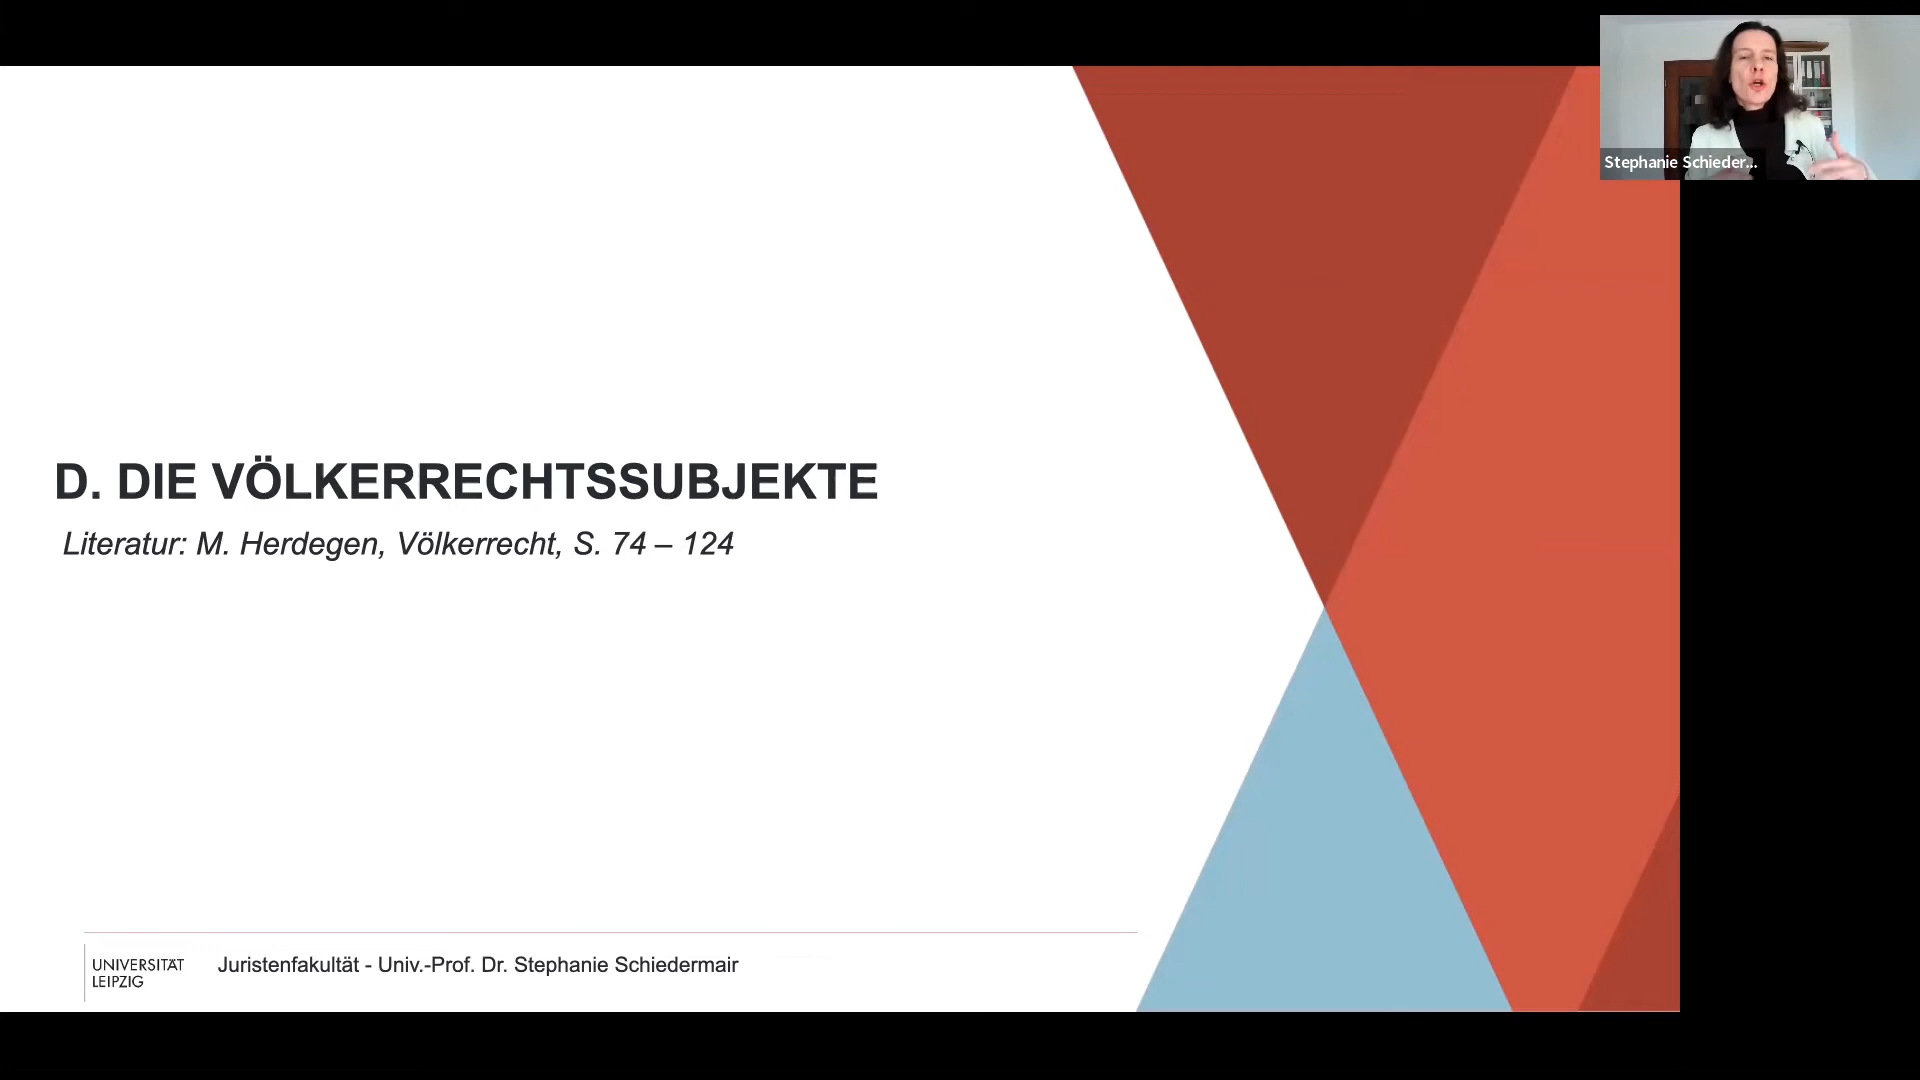 Stephanie Schieder...
D. DIE VÖLKERRECHTSSUBJEKTE
Literatur: M. Herdegen, Völkerrecht, S. 74 – 124
UNIVERSITÄT
LEIPZIG
Juristenfakultät - Univ.-Prof. Dr. Stephanie Schiedermair